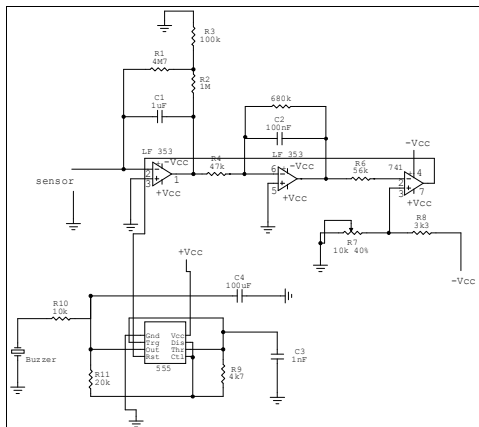 R3
100k
R1
4M7
R2
1M
C1
1uF
680k
C2
100nF
LF 353
-Vcc
2
3
1
+Vcc
R4
47k
LF 353
-Vcc
6
5
+Vcc
R6
56k
-Vcc
741
4
2
3
7
+Vcc
sensor
R7
10k 40%
R8
3k3
-Vcc
+Vcc
C4
100uF
R10
10k
Buzzer
Gnd Vcc
Trg Dis
Out Thr
Rst Ctl
555
R11
20k
R9
4k7
C3
1nF